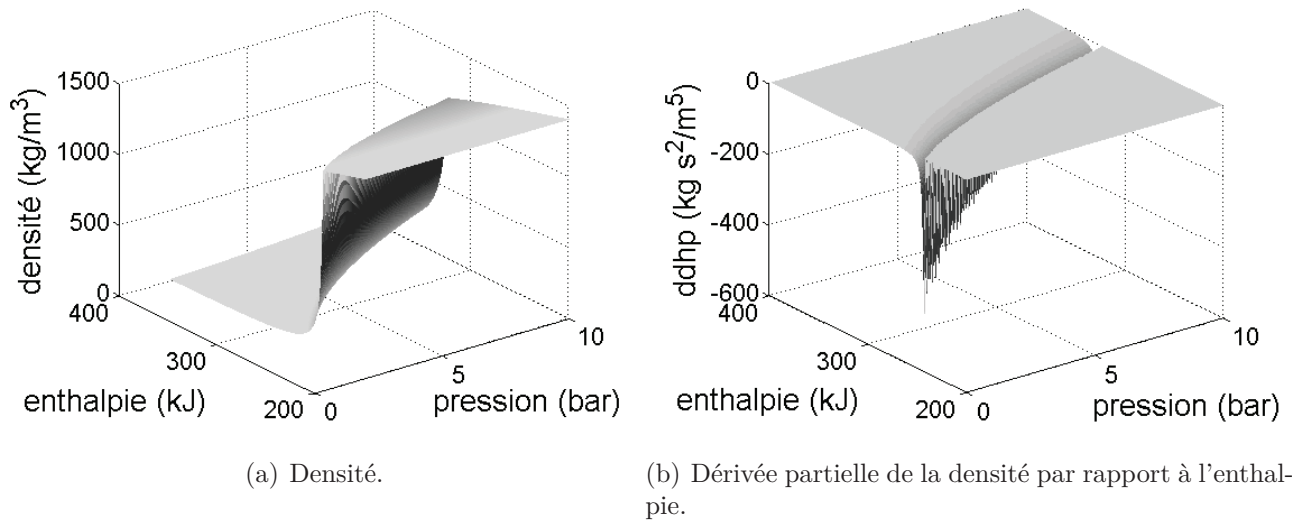 1500
1000
500
0
densité (kg/m³)
400
300
200
enthalpie (kJ)
0
5
10
pression (bar)
0
-200
-400
-600
ddhp (kg s²/m⁵)
400
300
200
enthalpie (kJ)
0
5
10
pression (bar)
(a) Densité.
(b) Dérivée partielle de la densité par rapport à l'enthal-
pie.